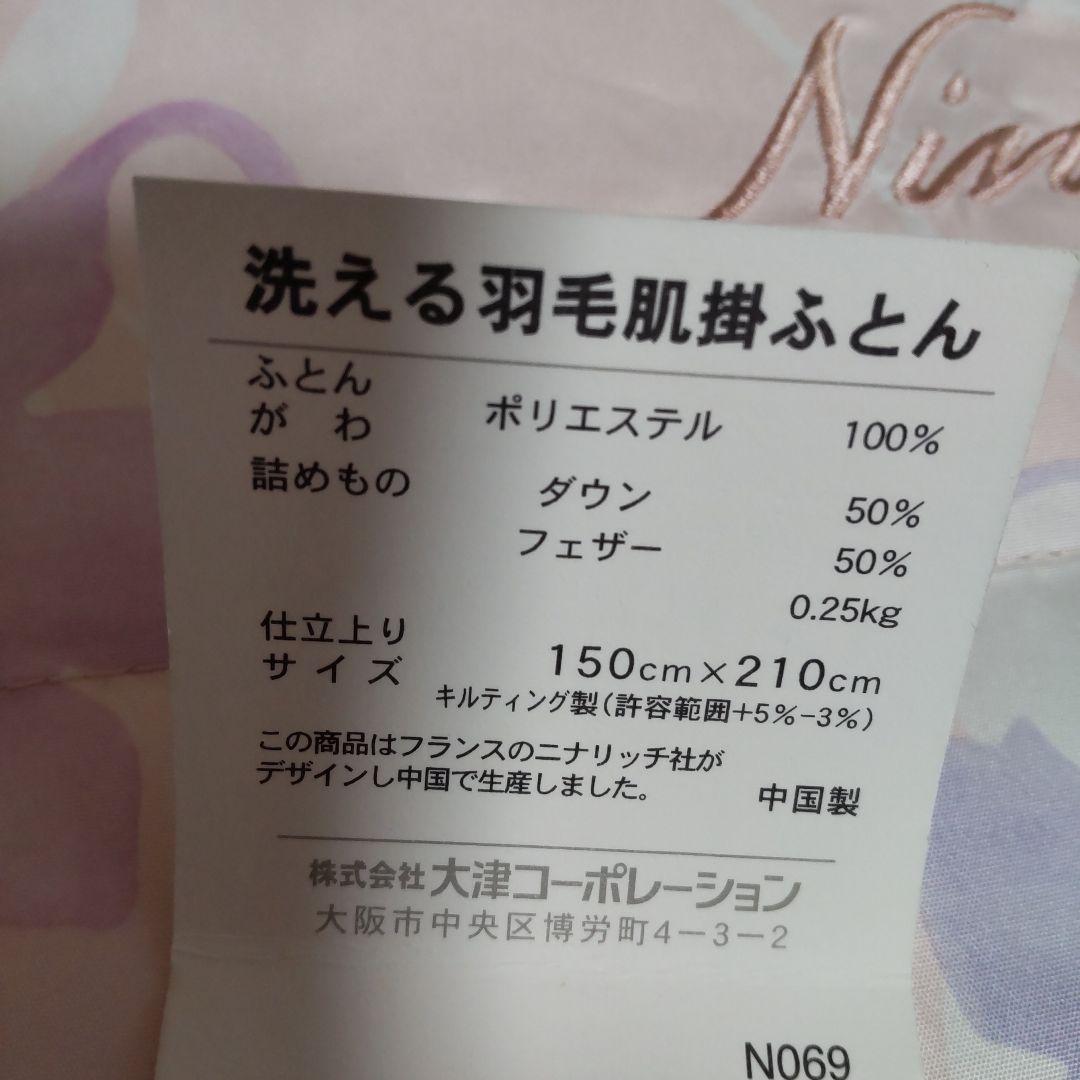 Nin
洗える羽毛肌掛ふとん
ふとん
がわ ポリエステル 100%
詰めもの ダウン 50%
フェザー 50%
0.25kg
仕立上り
サイズ 150cm×210cm
キルティング製(許容範囲+5%-3%)
この商品はフランスのニナリッチ社が
デザインし中国で生産しました。 中国製
株式会社大津コーポレーション
大阪市中央区博労町4-3-2
N069